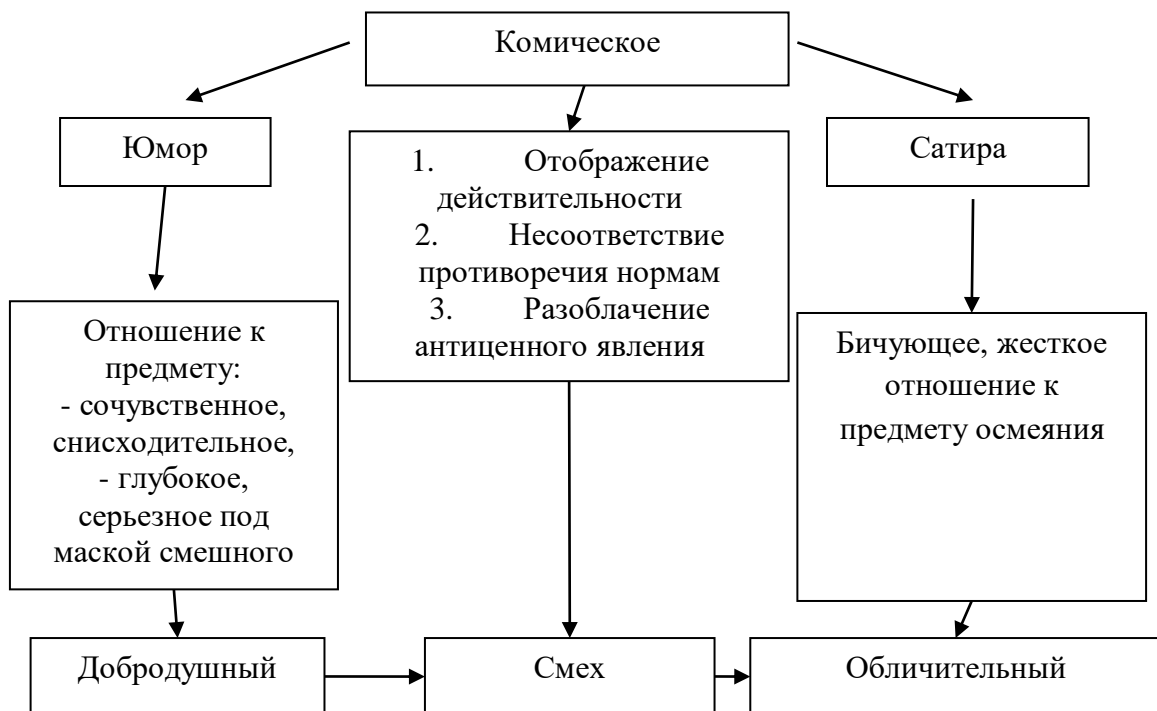 Комическое
Юмор
1. Отображение
действительности
2. Несоответствие
противоречия нормам
3. Разоблачение
антиценного явления
Сатира
Отношение к
предмету:
- сочувственное,
снисходительное,
- глубокое,
серьезное под
маской смешного
Бичующее, жесткое
отношение к
предмету осмеяния
Добродушный
Смех
Обличительный